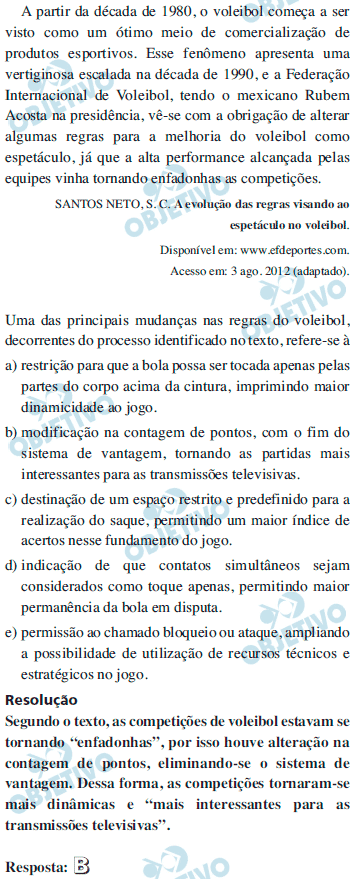 A partir da década de 1980, o voleibol começa a ser
visto como um ótimo meio de comercialização de
produtos esportivos. Esse fenômeno apresenta uma
vertiginosa escalada na década de 1990, e a Federação
Internacional de Voleibol, tendo o mexicano Rubem
Acosta na presidência, vê-se com a obrigação de alterar
algumas regras para a melhoria do voleibol como
espetáculo, já que a alta performance alcançada pelas
equipes vinha tornando enfadonhas as competições.
SANTOS NETO, S. C. A evolução das regras visando ao
espetáculo no voleibol.
Disponível em: www.efdeportes.com.
Acesso em: 3 ago. 2012 (adaptado).
Uma das principais mudanças nas regras do voleibol,
decorrentes do processo identificado no texto, refere-se à
a) restrição para que a bola possa ser tocada apenas pelas
partes do corpo acima da cintura, imprimindo maior
dinamicidade ao jogo.
b) modificação na contagem de pontos, com o fim do
sistema de vantagem, tornando as partidas mais
interessantes para as transmissões televisivas.
c) destinação de um espaço restrito e predefinido para a
realização do saque, permitindo um maior índice de
acertos nesse fundamento do jogo.
d) indicação de que contatos simultâneos sejam
considerados como toque apenas, permitindo maior
permanência da bola em disputa.
e) permissão ao chamado bloqueio ou ataque, ampliando
a possibilidade de utilização de recursos técnicos e
estratégicos no jogo.
Resolução
Segundo o texto, as competições de voleibol estavam se
tornando “enfadonhas”, por isso houve alteração na
contagem de pontos, eliminando-se o sistema de
vantagem. Dessa forma, as competições tornaram-se
mais dinâmicas e “mais interessantes para as
transmissões televisivas”.
Resposta: B
OBJETIVO
OBJETIVO
OBJETIVO
OBJETIVO
OBJETIVO
OBJETIVO
OBJETIVO
OBJETIVO
OBJETIVO
OBJETIVO